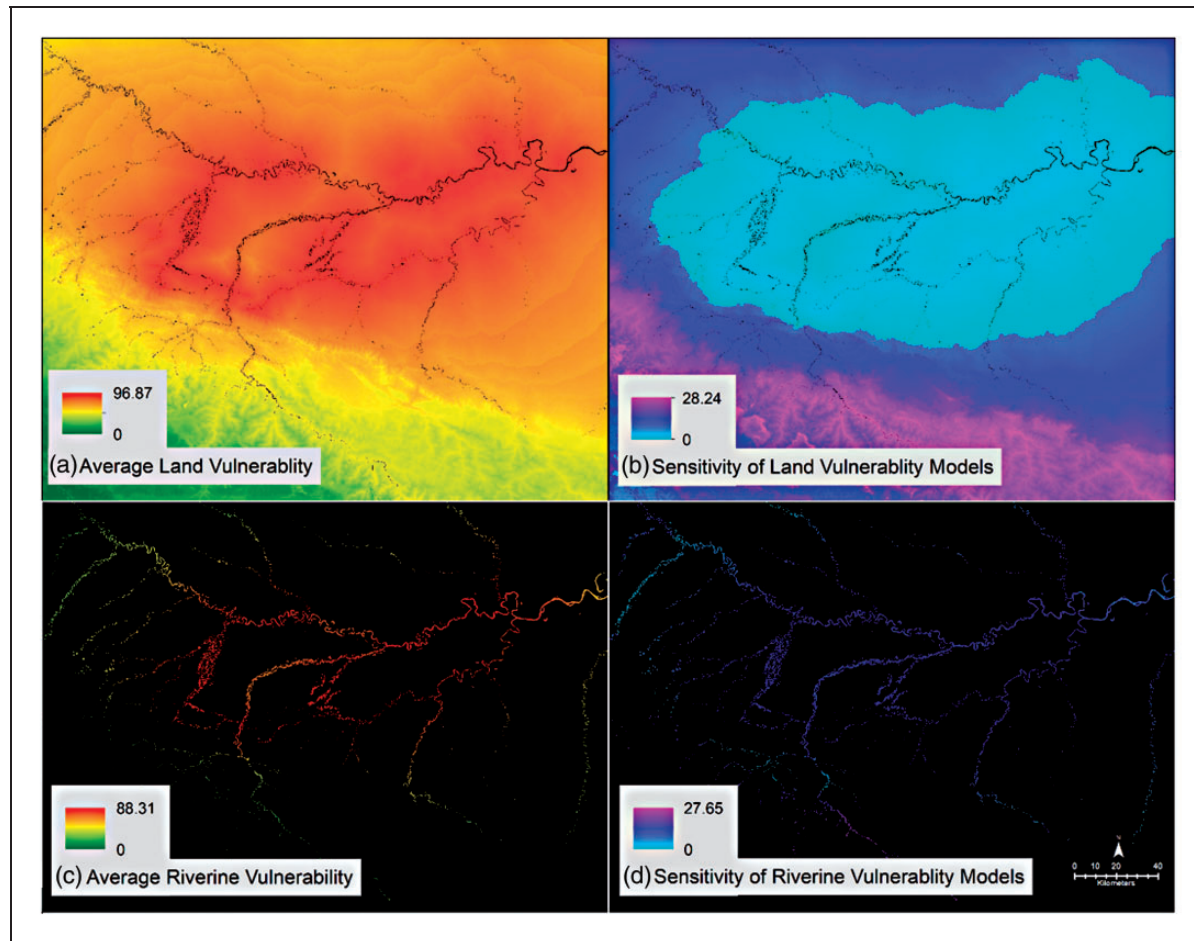 96.87
0
(a) Average Land Vulnerablity
28.24
0
(b) Sensitivity of Land Vulnerablity Models
88.31
0
(c) Average Riverine Vulnerability
27.65
0
(d) Sensitivity of Riverine Vulnerablity Models
N
0 10 20 40
Kilometers